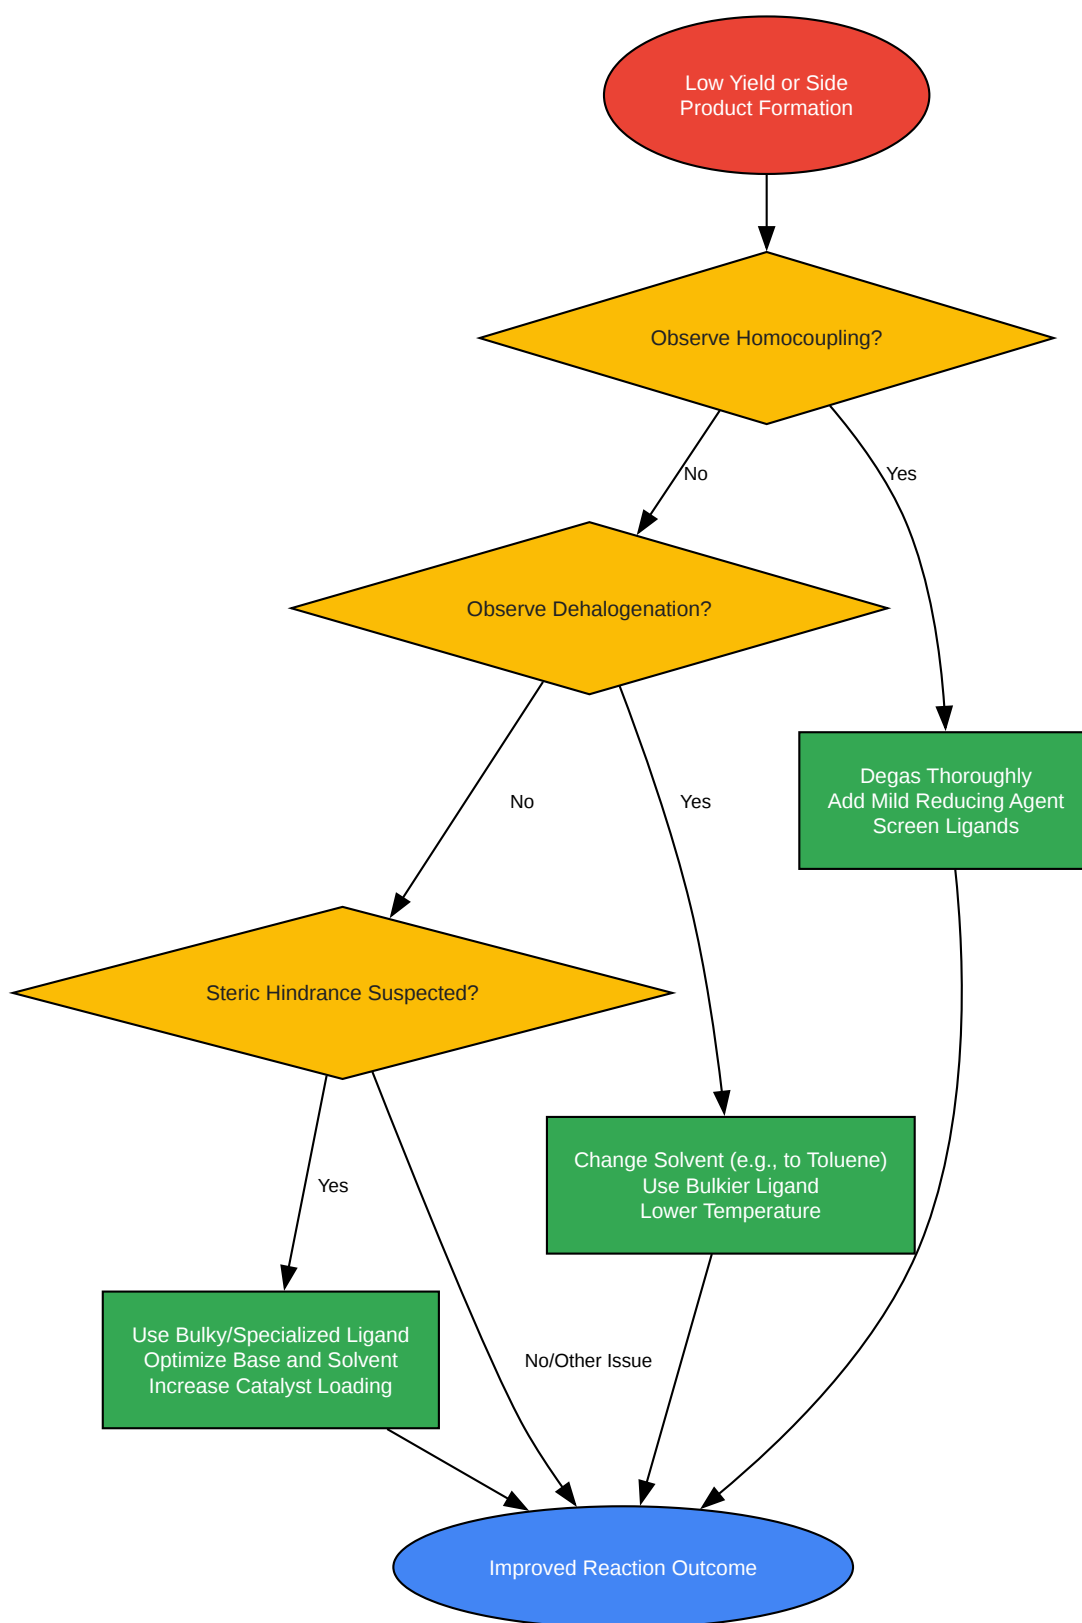 Low Yield or Side
Product Formation
Observe Homocoupling?
No
Yes
Observe Dehalogenation?
Degas Thoroughly
Add Mild Reducing Agent
Screen Ligands
No
Yes
Steric Hindrance Suspected?
Change Solvent (e.g., to Toluene)
Use Bulkier Ligand
Lower Temperature
Yes
Use Bulky/Specialized Ligand
Optimize Base and Solvent
Increase Catalyst Loading
No/Other Issue
Improved Reaction Outcome